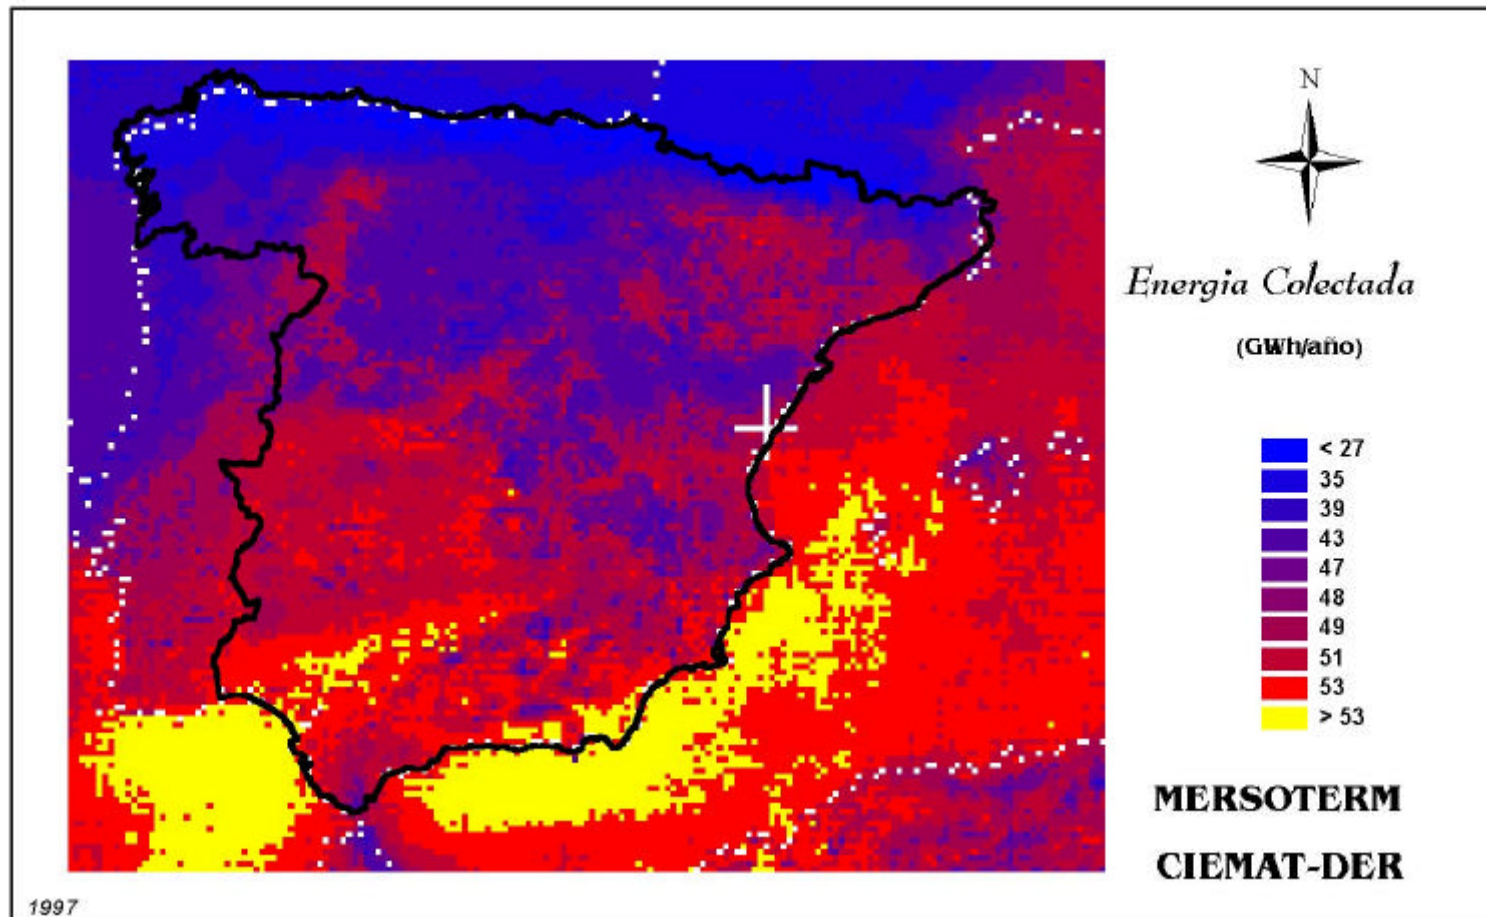 N
Energia Colectada
(GWh/año)
< 27
35
39
43
47
48
49
51
53
> 53
MERSOTERM
CIEMAT-DER
1997